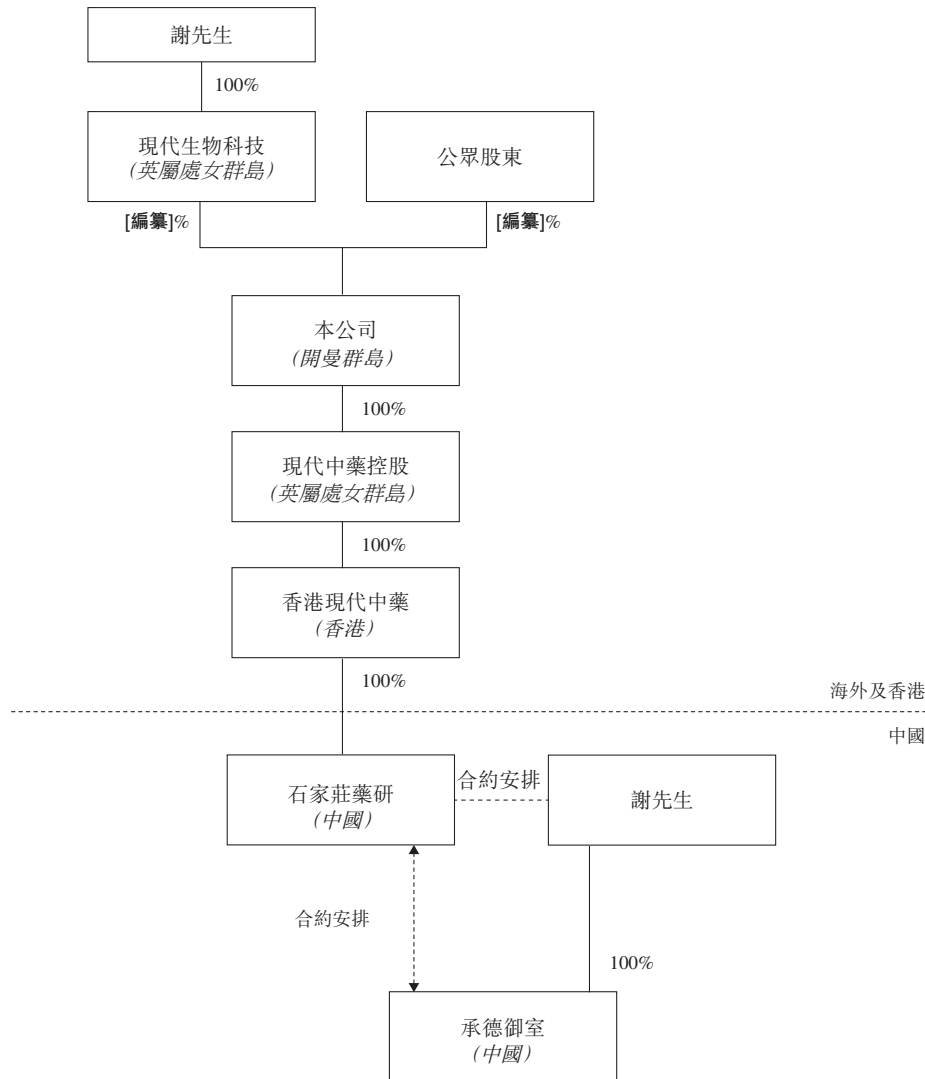 謝先生
100%
現代生物科技
(英屬處女群島)
公眾股東
[編纂]%
[編纂]%
本公司
(開曼群島)
100%
現代中藥控股
(英屬處女群島)
100%
香港現代中藥
(香港)
100%
海外及香港
中國
石家莊藥研
(中國)
合約安排
謝先生
合約安排
100%
承德御室
(中國)